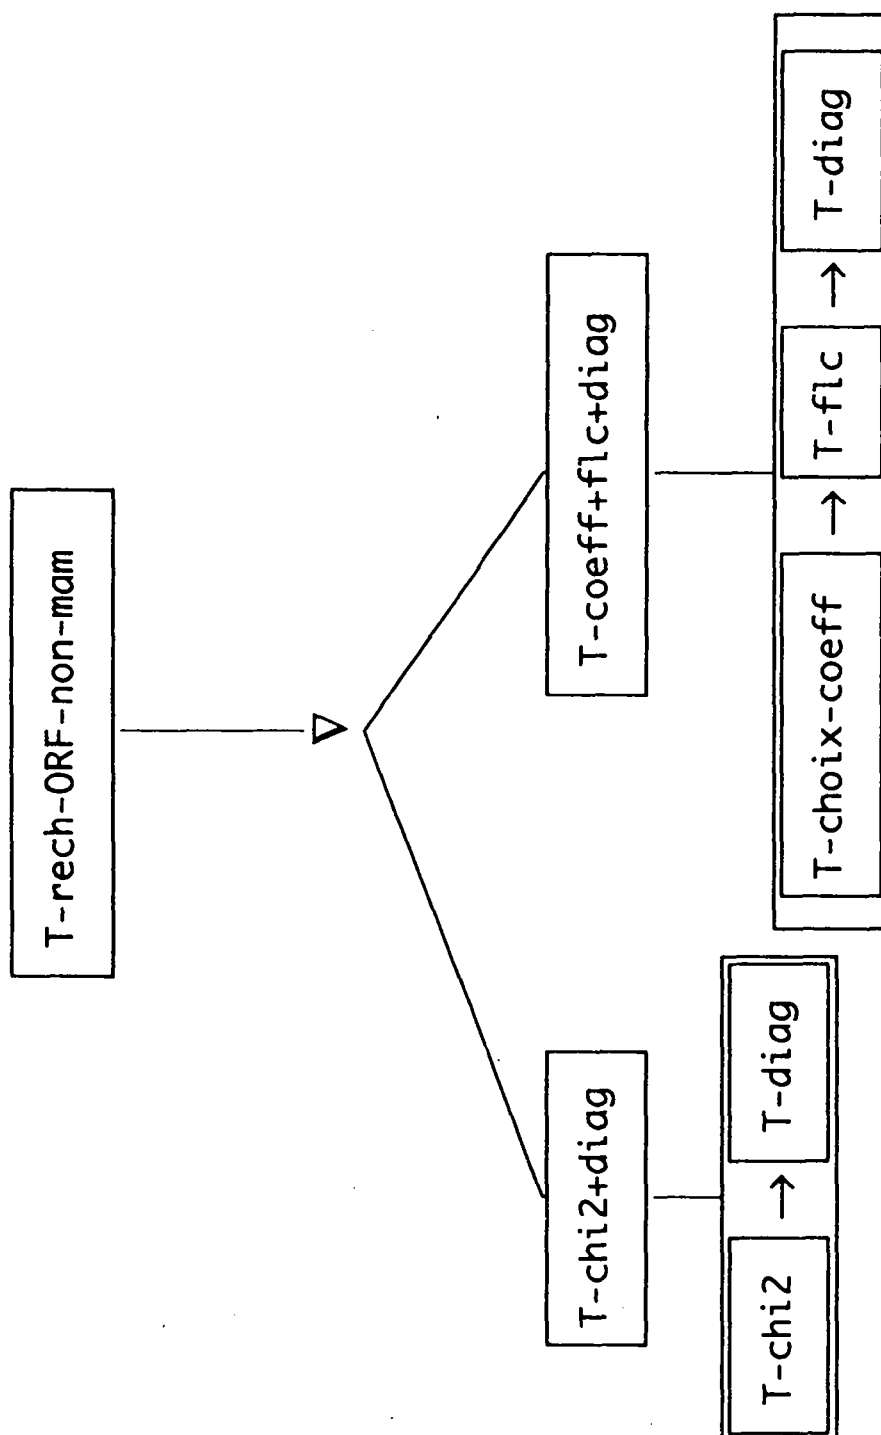 T-rech-ORF-non-mam
T-chi2+diag
T-coeff+flc+diag
T-chi2 → T-diag
T-choix-coeff → T-flc → T-diag